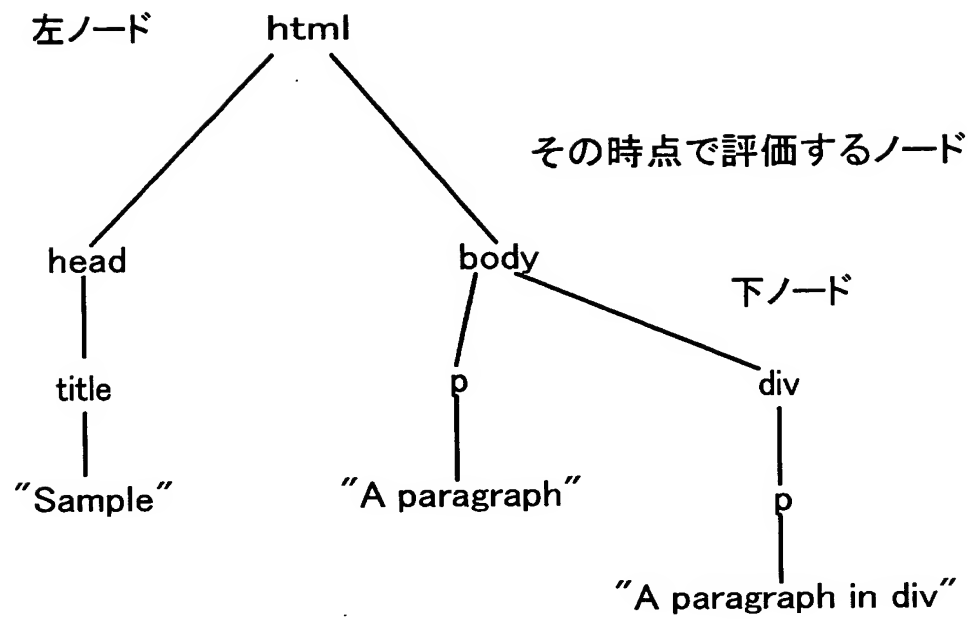 左ノード
html
その時点で評価するノード
head
body
下ノード
title
p
div
"Sample"
"A paragraph"
p
"A paragraph in div"